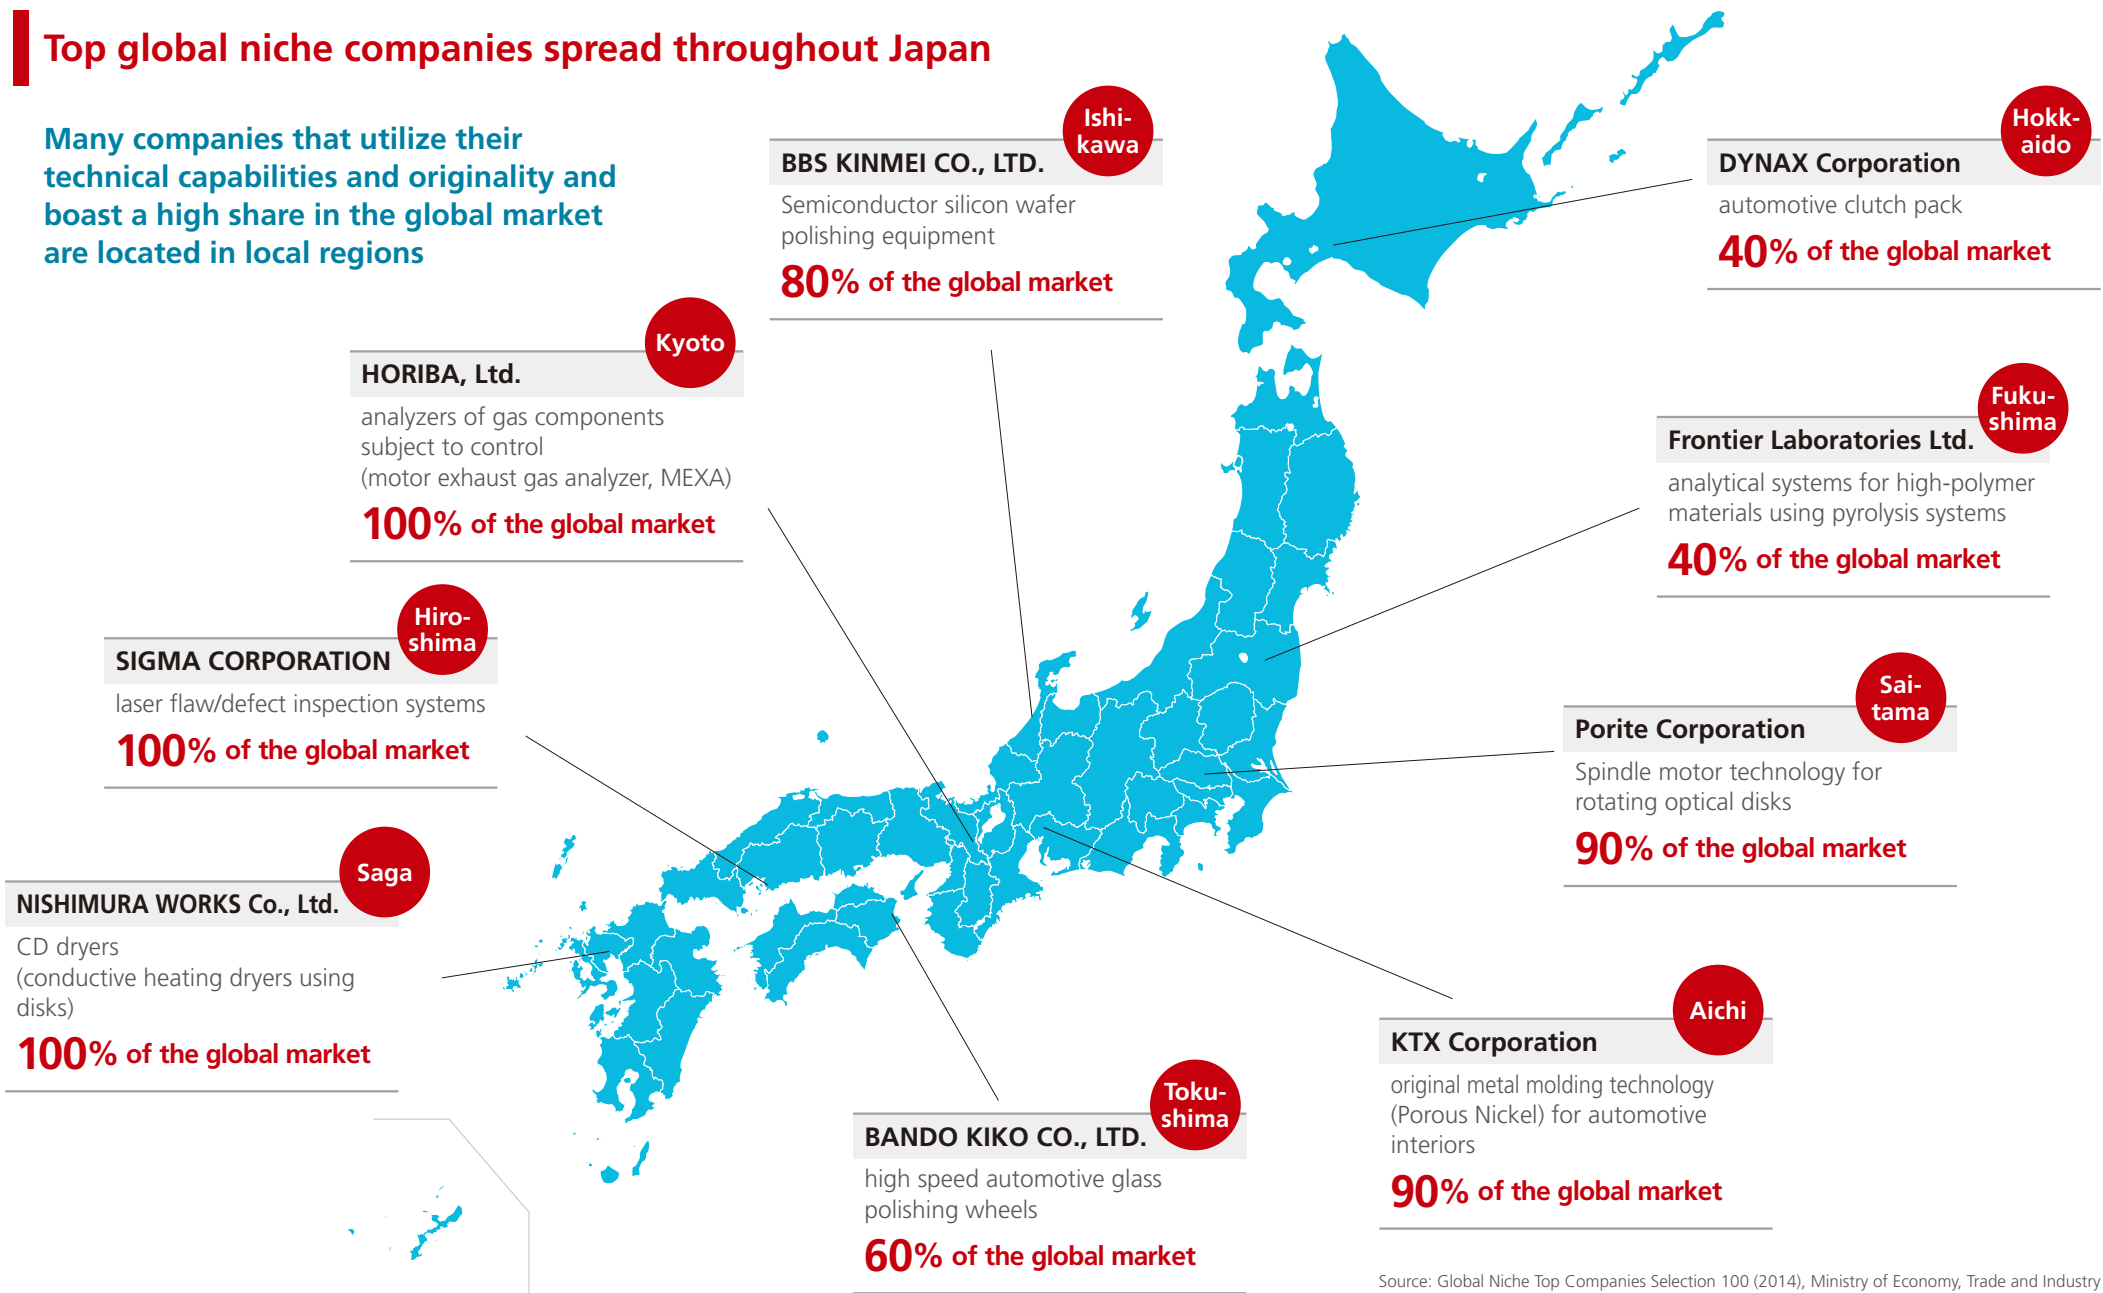 Top global niche companies spread throughout Japan
Many companies that utilize their
technical capabilities and originality and
boast a high share in the global market
are located in local regions
Ishi-
kawa
BBS KINMEI CO., LTD.
Semiconductor silicon wafer
polishing equipment
80% of the global market
Hokk-
aido
DYNAX Corporation
automotive clutch pack
40% of the global market
Kyoto
HORIBA, Ltd.
analyzers of gas components
subject to control
(motor exhaust gas analyzer, MEXA)
100% of the global market
Fuku-
shima
Frontier Laboratories Ltd.
analytical systems for high-polymer
materials using pyrolysis systems
40% of the global market
Hiro-
shima
SIGMA CORPORATION
laser flaw/defect inspection systems
100% of the global market
Sai-
tama
Porite Corporation
Spindle motor technology for
rotating optical disks
90% of the global market
Saga
NISHIMURA WORKS Co., Ltd.
CD dryers
(conductive heating dryers using
disks)
100% of the global market
Aichi
KTX Corporation
original metal molding technology
(Porous Nickel) for automotive
interiors
90% of the global market
Toku-
shima
BANDO KIKO CO., LTD.
high speed automotive glass
polishing wheels
60% of the global market
Source: Global Niche Top Companies Selection 100 (2014), Ministry of Economy, Trade and Industry